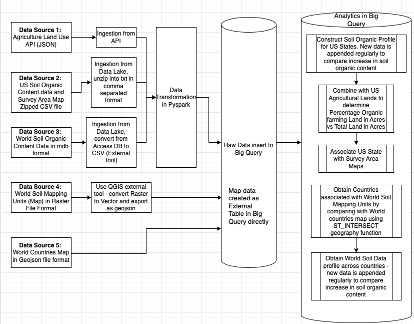 Data Source 1:
Agriculture Land Use
API (JSON)
Ingestion from
API
Data Source 2:
US Soil Organic
Content data and
Survey Area Map
Zipped CSV file
Ingestion from
Data Lake,
unzip into txt in
comma
separated
format
Data Source 3:
World Soil Organic
Content Data in mdb
format
Ingestion from
Data Lake,
convert from
Access DB to
CSV (External
tool)
Data
Transformation
in Pyspark
Data Source 4:
World Soil Mapping
Units (Map) in Raster
File Format
Use QGIS external
tool - convert Raster
to Vector and export
as geojson
Data Source 5:
World Countries Map
in Geojson file format
Raw Data insert to
Big Query
Map data
created as
External
Table in Big
Query directly
Analytics in Big
Query
Construct Soil Organic Profile
for US States. New data is
appended regularly to
compare increase in soil
organic content
Combine with US
Agricultural Lands to
determine
Percentage Organic
farming Land in Acres
vs Total Land in Acres
Associate US State
with Survey Area
Maps
Obtain Countries
associated with World
Soil Mapping Units by
comparing with World
countries map using
ST_INTERSECT
geography function
Obtain World Soil Data
profile across countries -
new data is appended
regularly to compare
increase in soil organic
content